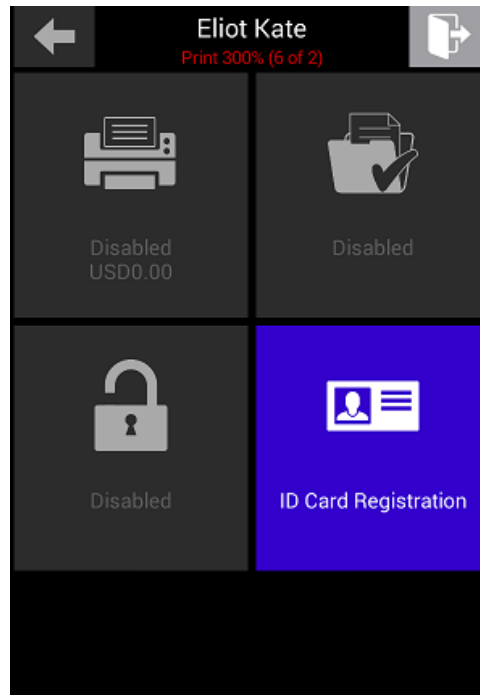 Eliot Kate
Print 300% (6 of 2)
Disabled
USD0.00
Disabled
Disabled
ID Card Registration